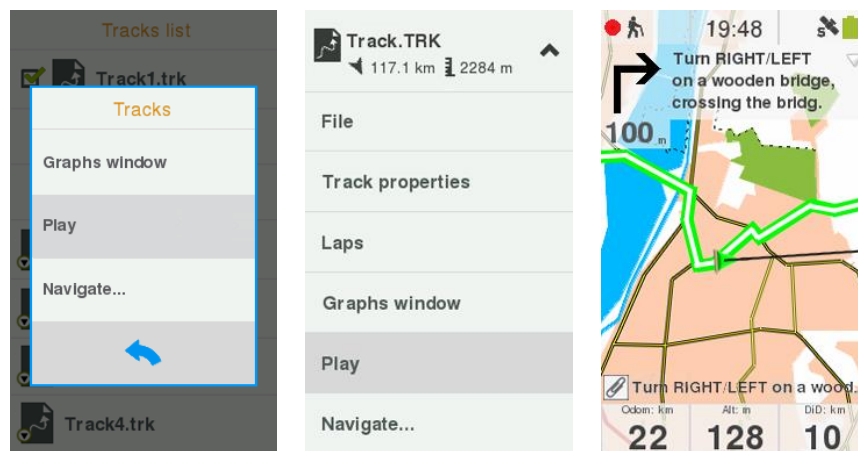 Tracks list
Track1.trk
Tracks
Graphs window
Play
Navigate...
Track4.trk
Track.TRK
117.1 km 2284 m
File
Track properties
Laps
Graphs window
Play
Navigate...
19:48
S
Turn RIGHT/LEFT
on a wooden bridge,
crossing the bridg.
100 m
Turn RIGHT/LEFT on a wood.
Odom: km Alt: m DiD: km
22 128 10